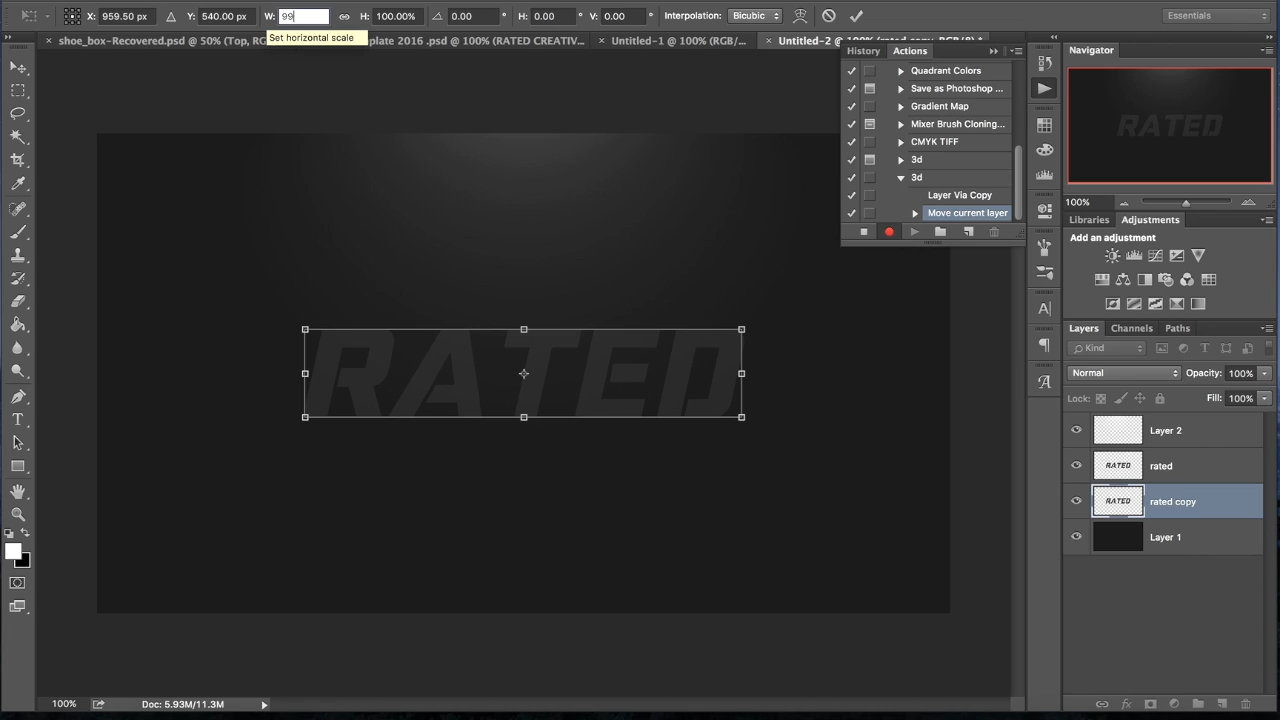 X: 959.50 px Y: 540.00 px W: 99 H: 100.00% 0.00 ° H: 0.00 ° V: 0.00 ° Interpolation: Bicubic Essentials
Set horizontal scale
× shoe_box-Recovered.psd @ 50% (Top, RG plate 2016 .psd @ 100% (RATED CREATIV... × Untitled-1 @ 100% (RGB/... × Untitled-2 @ 100% (rated copy, RGB/8) *
History Actions
Quadrant Colors
Save as Photoshop ...
Gradient Map
Mixer Brush Cloning...
CMYK TIFF
3d
3d
Layer Via Copy
Move current layer
RATED
Navigator
RATED
100%
Libraries Adjustments
Add an adjustment
Layers Channels Paths
Kind
Normal Opacity: 100%
Lock: Fill: 100%
Layer 2
RATED rated
RATED rated copy
Layer 1
100% Doc: 5.93M/11.3M